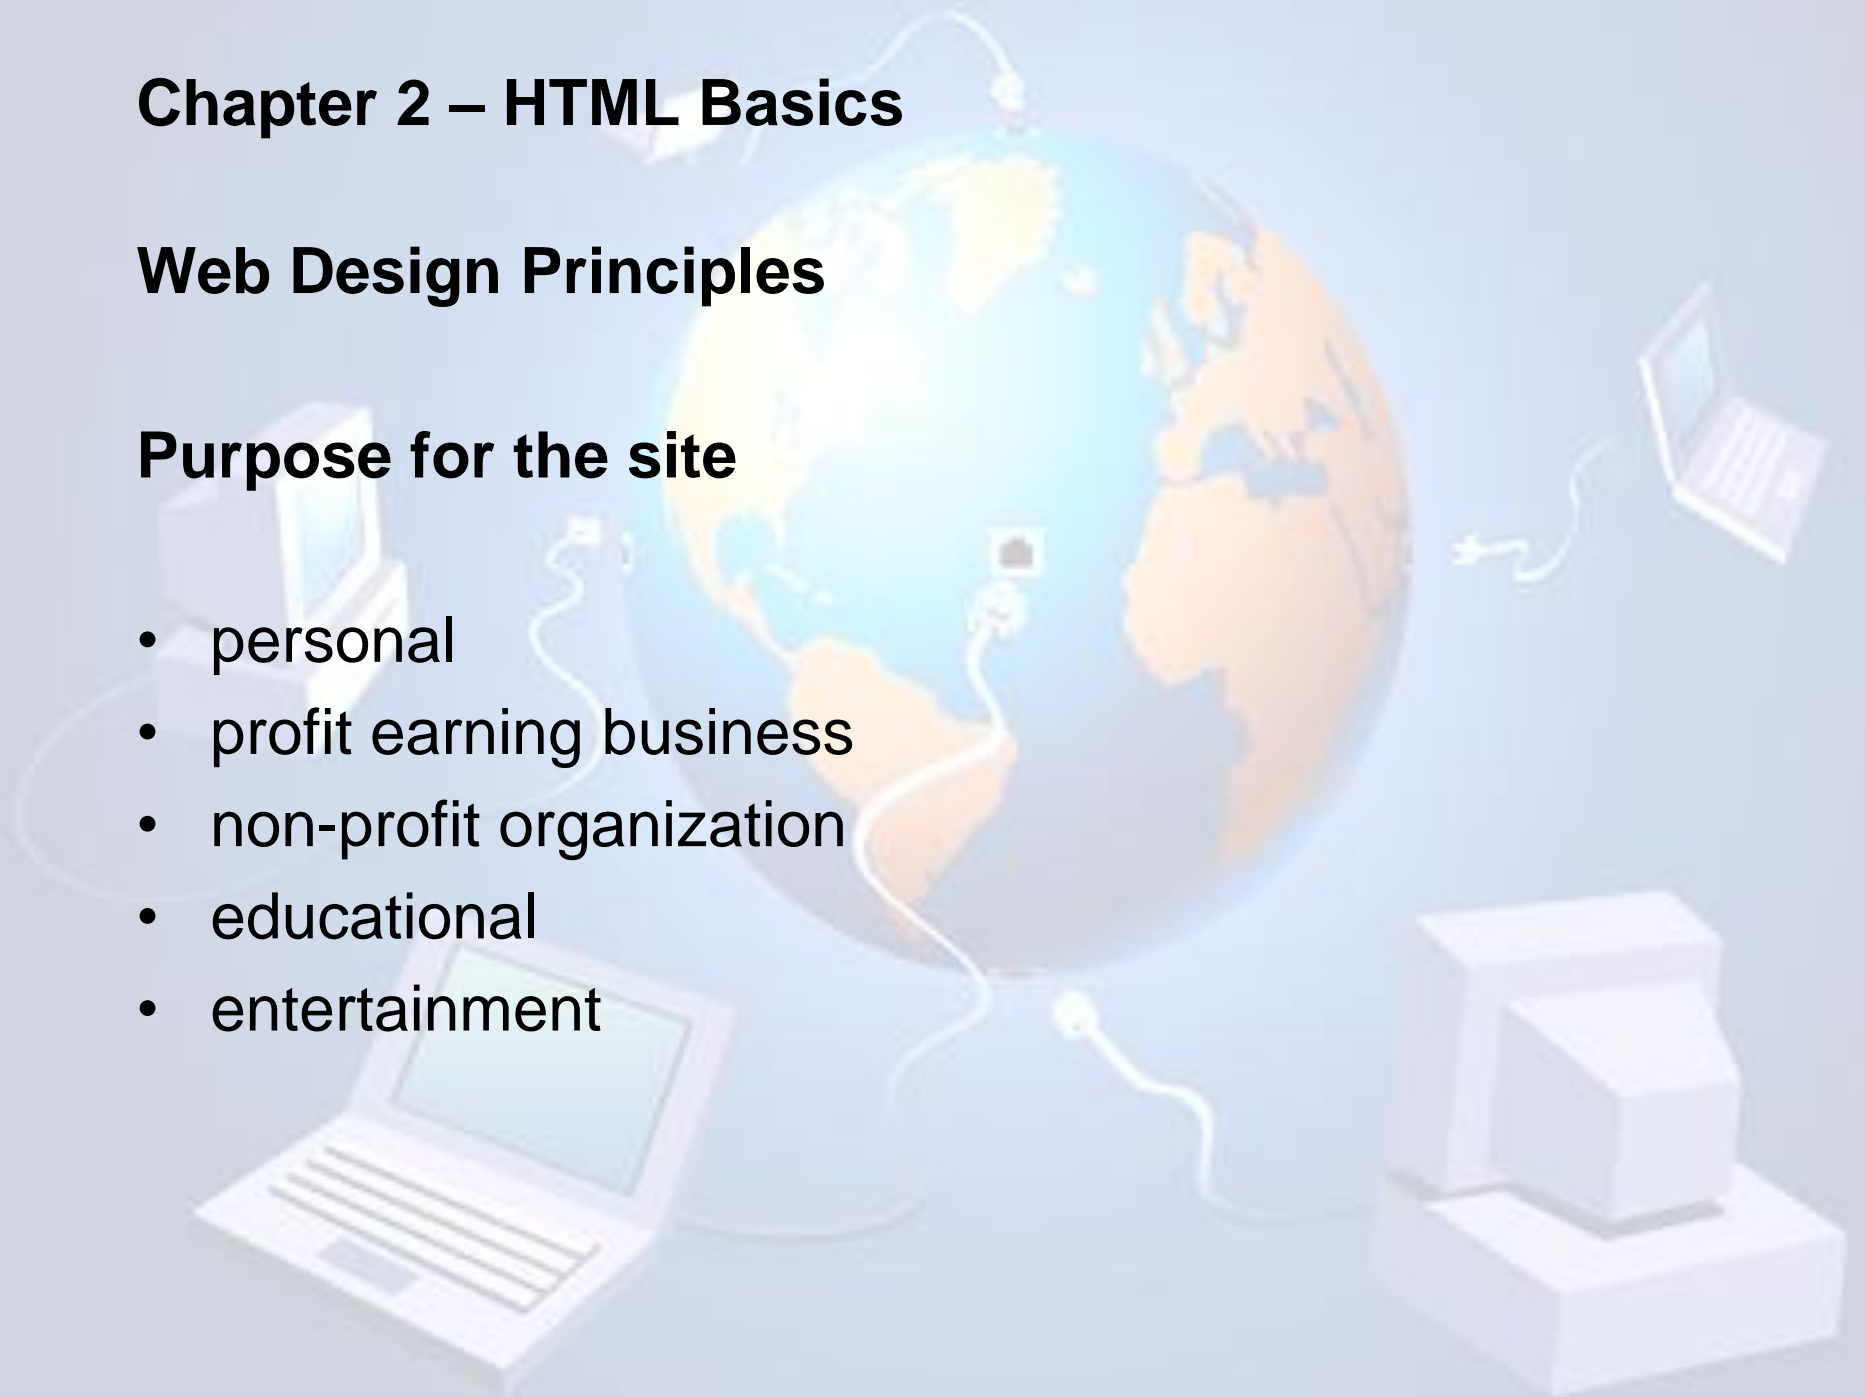 Chapter 2 – HTML Basics
Web Design Principles
Purpose for the site
• personal
• profit earning business
• non-profit organization
• educational
• entertainment